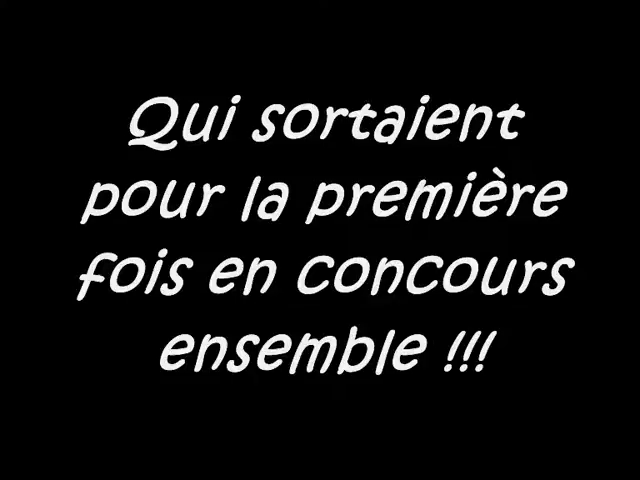 Qui sortaient
pour la première
fois en concours
ensemble !!!